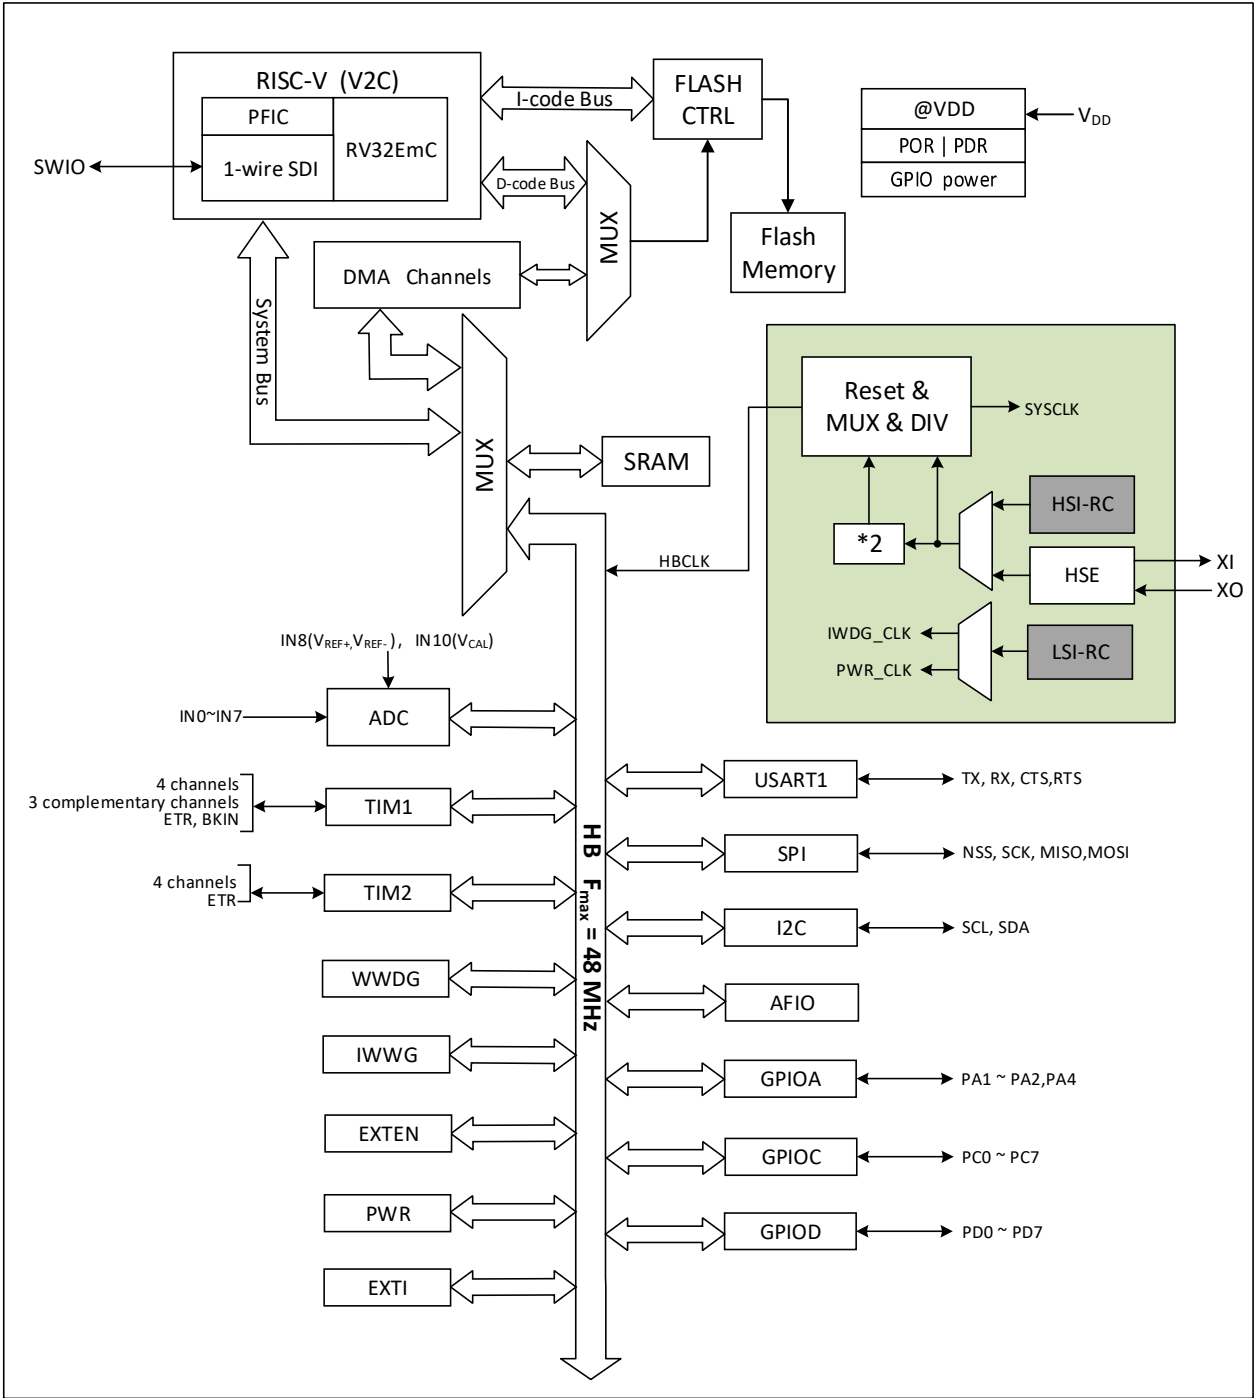 RISC-V (V2C)
PFIC
1-wire SDI
RV32EmC
SWIO
I-code Bus
D-code Bus
FLASH
CTRL
MUX
Flash
Memory
@VDD
POR | PDR
GPIO power
VDD
DMA Channels
System Bus
MUX
SRAM
Reset &
MUX & DIV
SYSCLK
*2
HSI-RC
HSE
XI
XO
HBCLK
IWDG_CLK
PWR_CLK
LSI-RC
IN8(VREF+,VREF-), IN10(VCAL)
IN0~IN7
ADC
4 channels
3 complementary channels
ETR, BKIN
TIM1
4 channels
ETR
TIM2
WWDG
IWWG
EXTEN
PWR
EXTI
HB Fmax = 48 MHz
USART1
TX, RX, CTS,RTS
SPI
NSS, SCK, MISO,MOSI
I2C
SCL, SDA
AFIO
GPIOA
PA1 ~ PA2,PA4
GPIOC
PC0 ~ PC7
GPIOD
PD0 ~ PD7